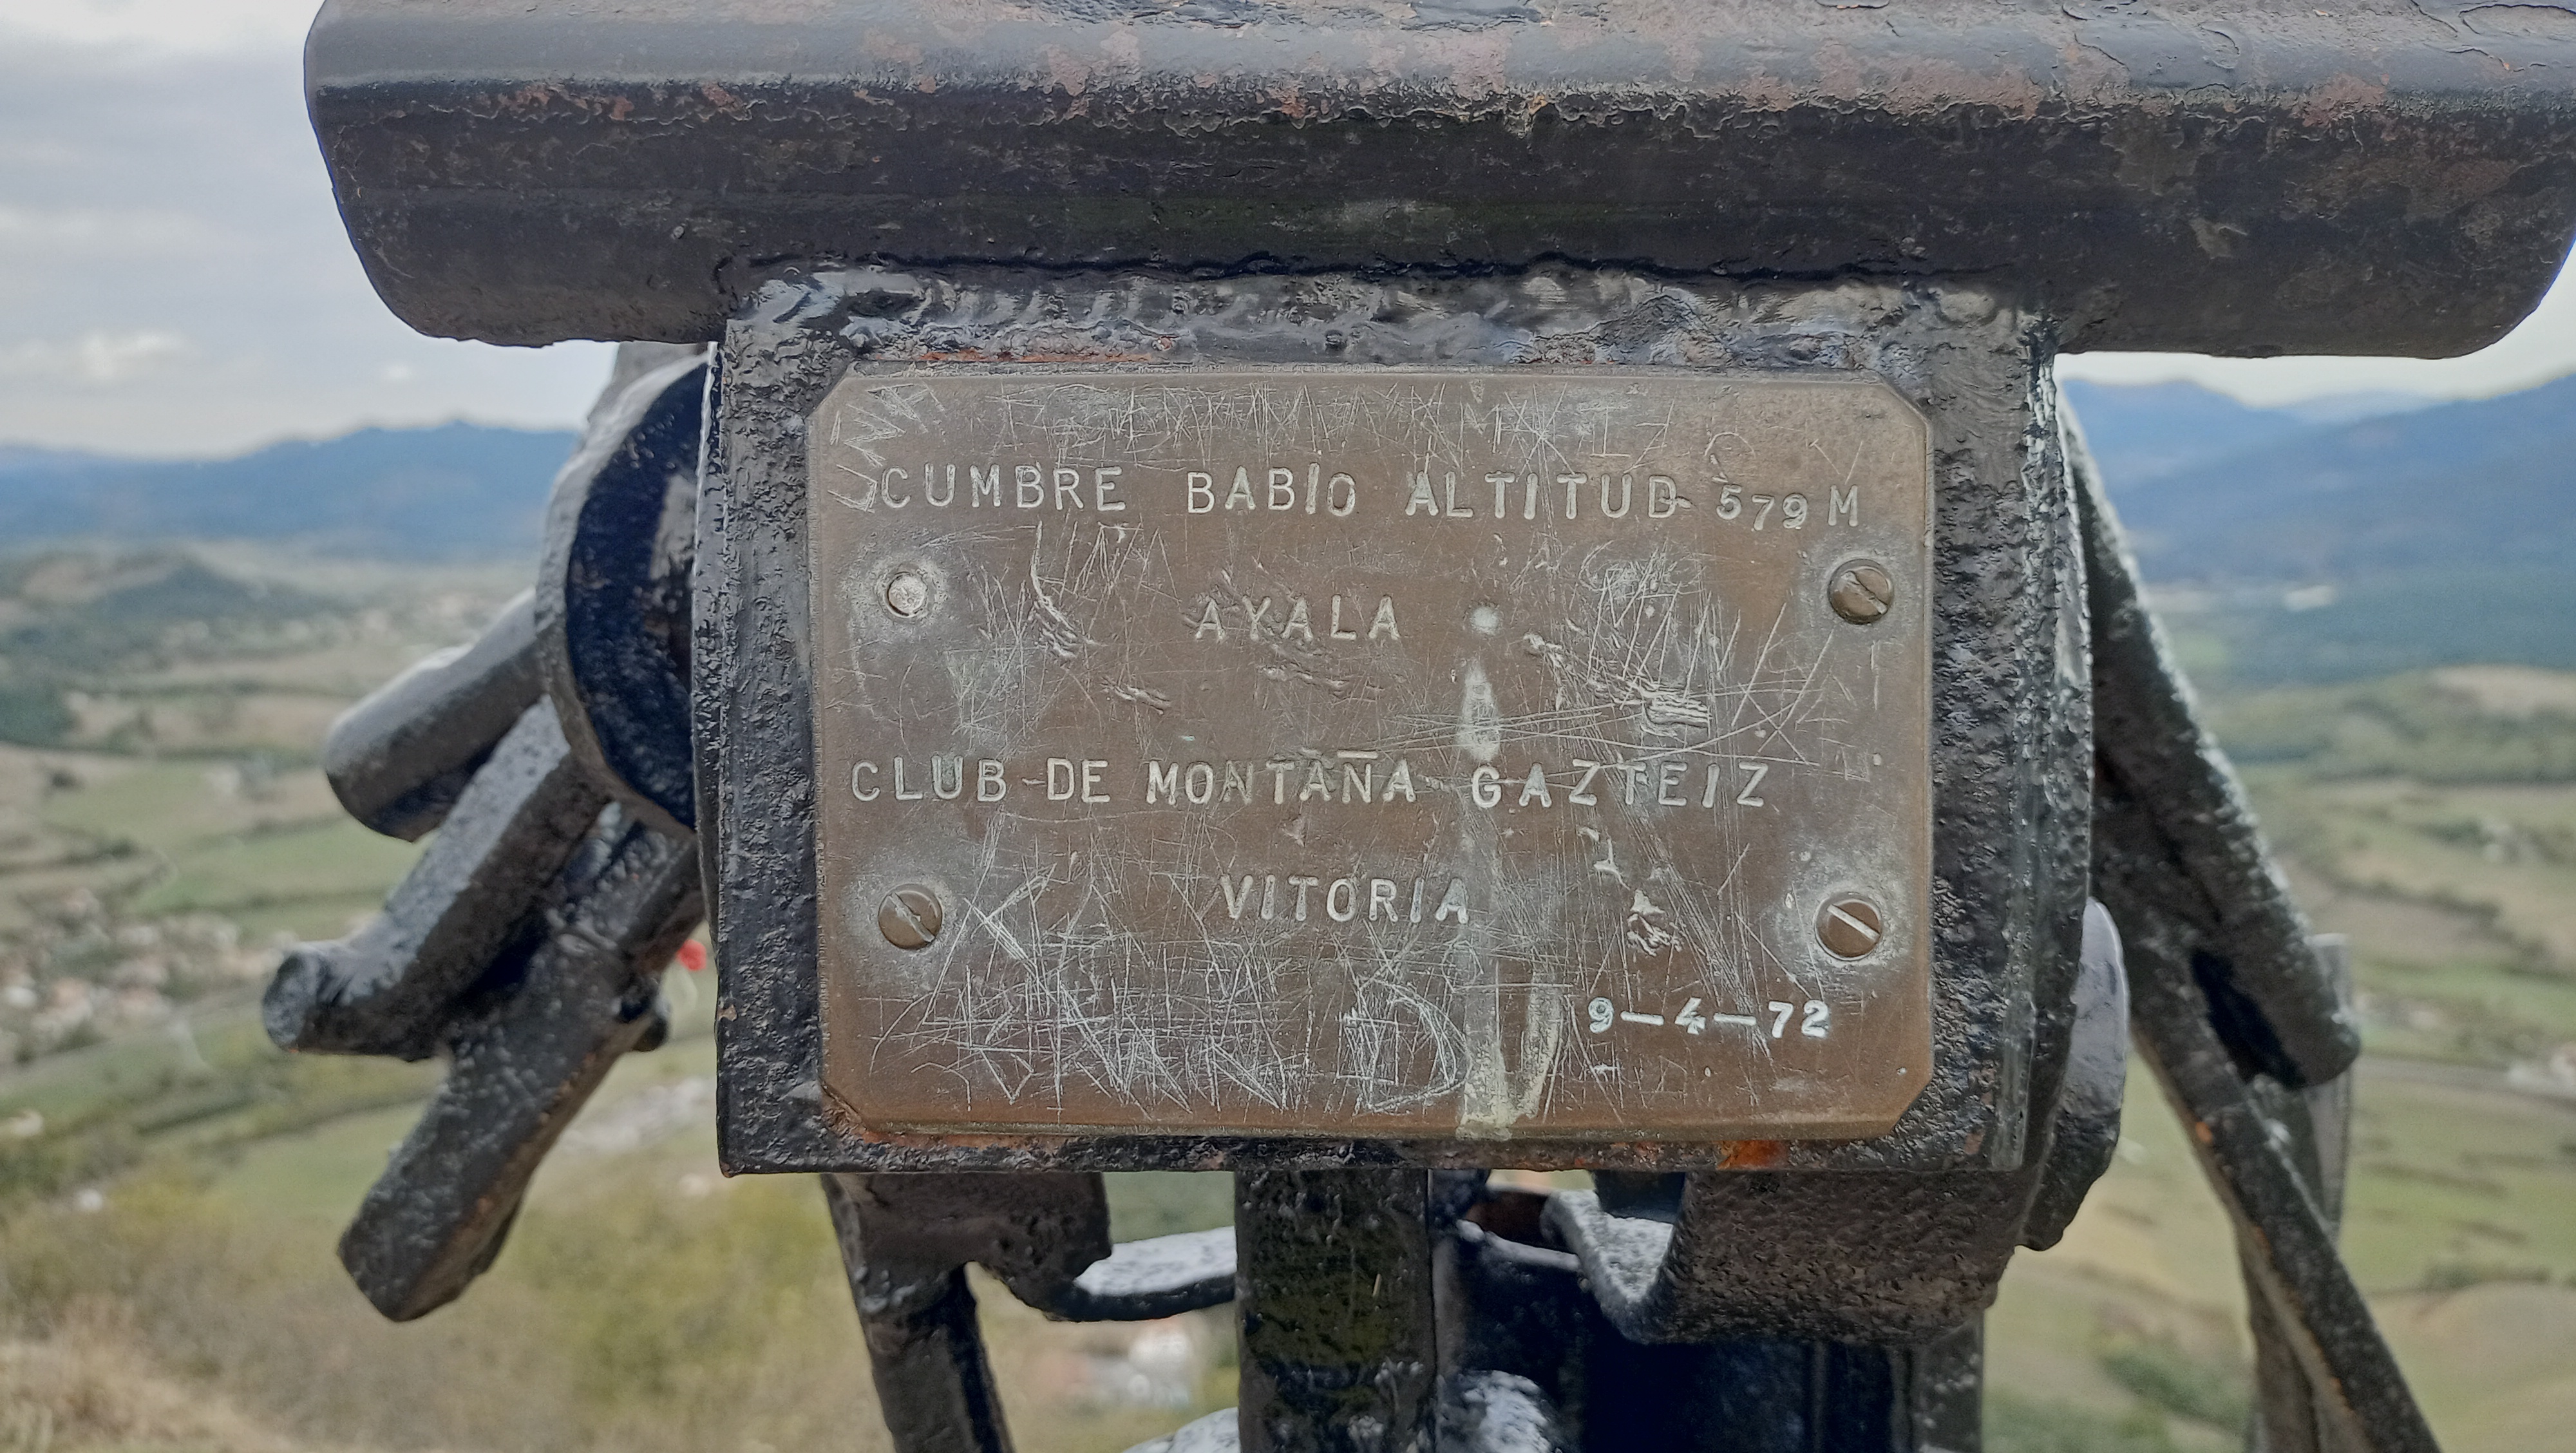 CUMBRE BABIO ALTITUD 579 M
AYALA
CLUB DE MONTAÑA GAZTEIZ
VITORIA
9-4-72